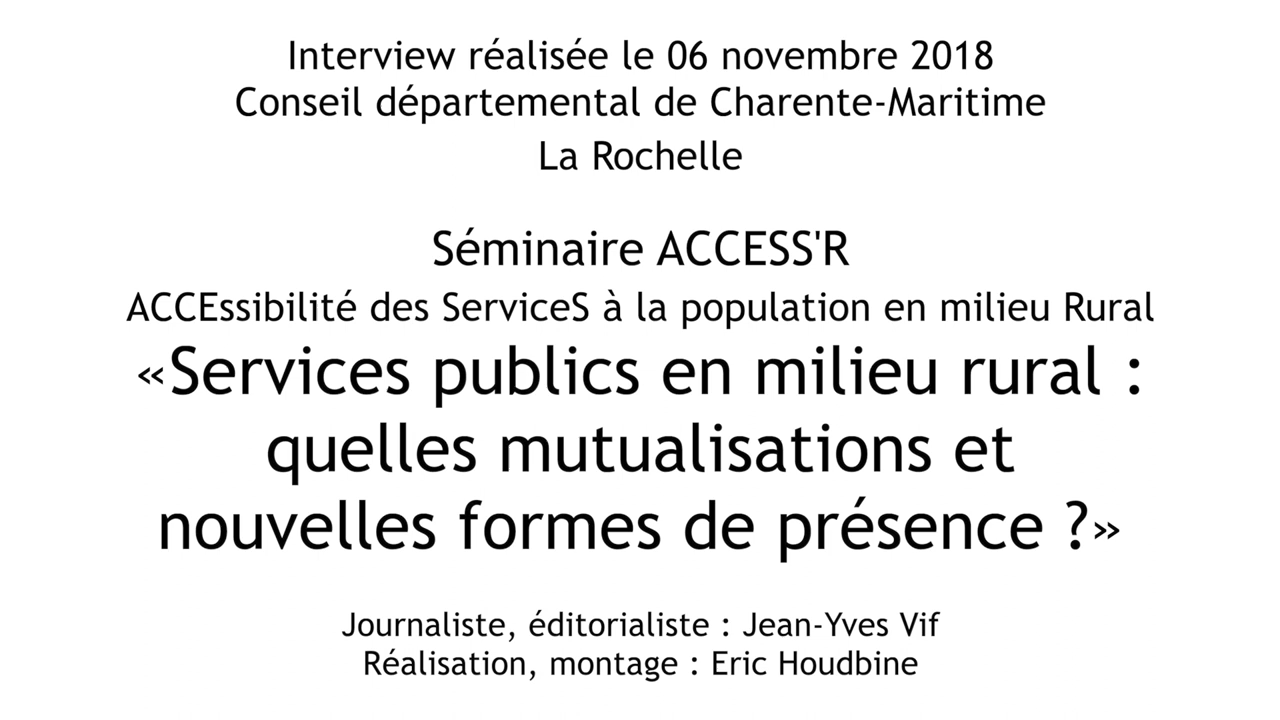 Interview réalisée le 06 novembre 2018
Conseil départemental de Charente-Maritime
La Rochelle
Séminaire ACCESS'R
ACCEssibilité des ServiceS à la population en milieu Rural
«Services publics en milieu rural :
quelles mutualisations et
nouvelles formes de présence ?»
Journaliste, éditorialiste : Jean-Yves Vif
Réalisation, montage : Eric Houdbine